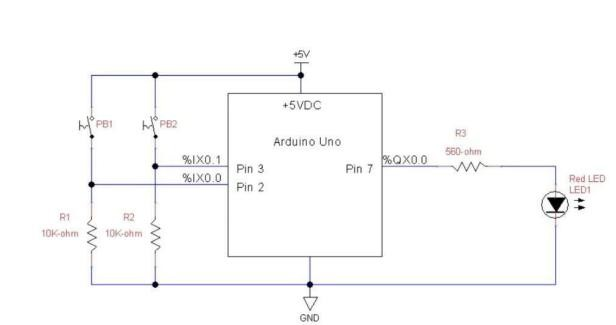 +5V
+5VDC
PB1
PB2
Arduino Uno
R3
560-ohm
%IX0.1
Pin 3
Pin 7
%QX0.0
%IX0.0
Pin 2
Red LED
LED1
R1
10K-ohm
R2
10K-ohm
GND